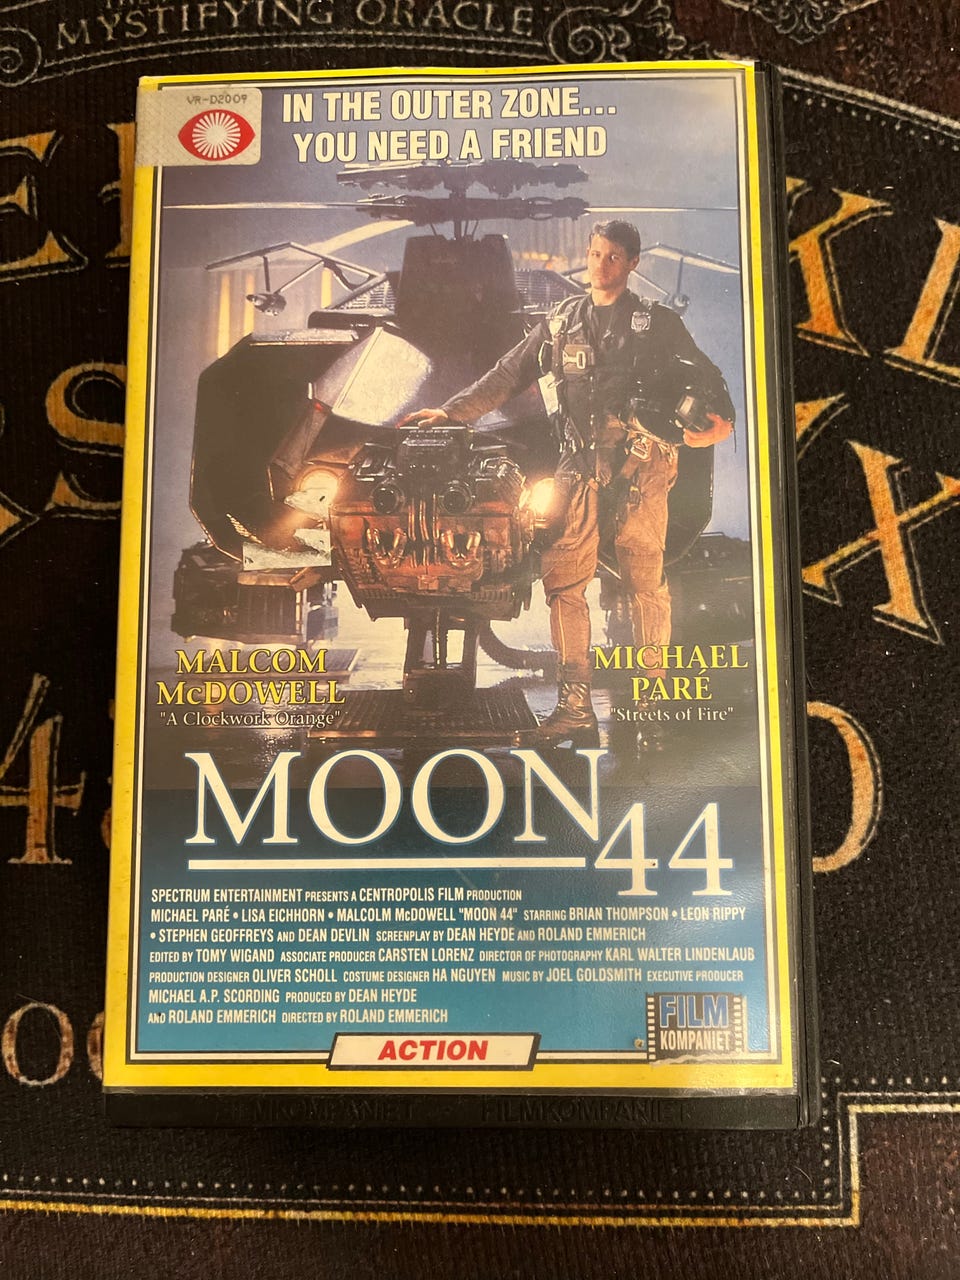 MYSTIFYING ORACLE
VR-D2009
IN THE OUTER ZONE...
YOU NEED A FRIEND
MALCOM
McDOWELL
"A Clockwork Orange"
MICHAEL
PARÉ
"Streets of Fire"
MOON 44
SPECTRUM ENTERTAINMENT PRESENTS A CENTROPOLIS FILM PRODUCTION
MICHAEL PARÉ • LISA EICHHORN • MALCOLM McDOWELL "MOON 44" STARRING BRIAN THOMPSON • LEON RIPPY
• STEPHEN GEOFFREYS AND DEAN DEVLIN SCREENPLAY BY DEAN HEYDE AND ROLAND EMMERICH
EDITED BY TOMY WIGAND ASSOCIATE PRODUCER CARSTEN LORENZ DIRECTOR OF PHOTOGRAPHY KARL WALTER LINDENLAUB
PRODUCTION DESIGNER OLIVER SCHOLL COSTUME DESIGNER HA NGUYEN MUSIC BY JOEL GOLDSMITH EXECUTIVE PRODUCER
MICHAEL A.P. SCORDING PRODUCED BY DEAN HEYDE
AND ROLAND EMMERICH DIRECTED BY ROLAND EMMERICH
FILM
KOMPANIET
ACTION
FILMKOMPANIET